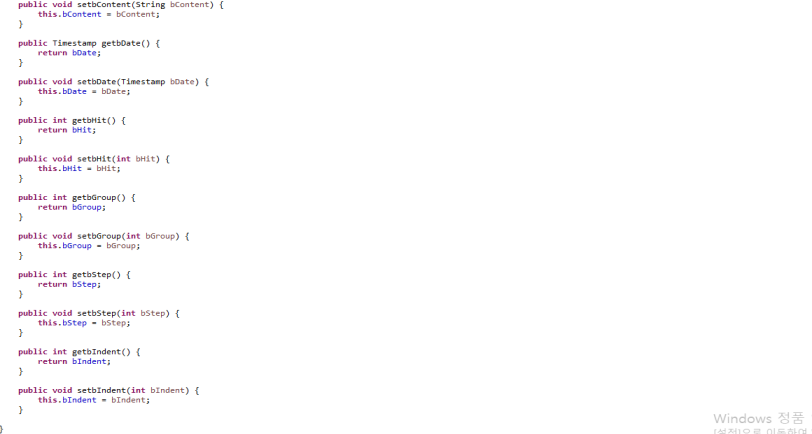 public void setbContent(String bContent) {
this.bContent = bContent;
}
public Timestamp getbDate() {
return bDate;
}
public void setbDate(Timestamp bDate) {
this.bDate = bDate;
}
public int getbHit() {
return bHit;
}
public void setbHit(int bHit) {
this.bHit = bHit;
}
public int getbGroup() {
return bGroup;
}
public void setbGroup(int bGroup) {
this.bGroup = bGroup;
}
public int getbStep() {
return bStep;
}
public void setbStep(int bStep) {
this.bStep = bStep;
}
public int getbIndent() {
return bIndent;
}
public void setbIndent(int bIndent) {
this.bIndent = bIndent;
}
Windows 정품
}